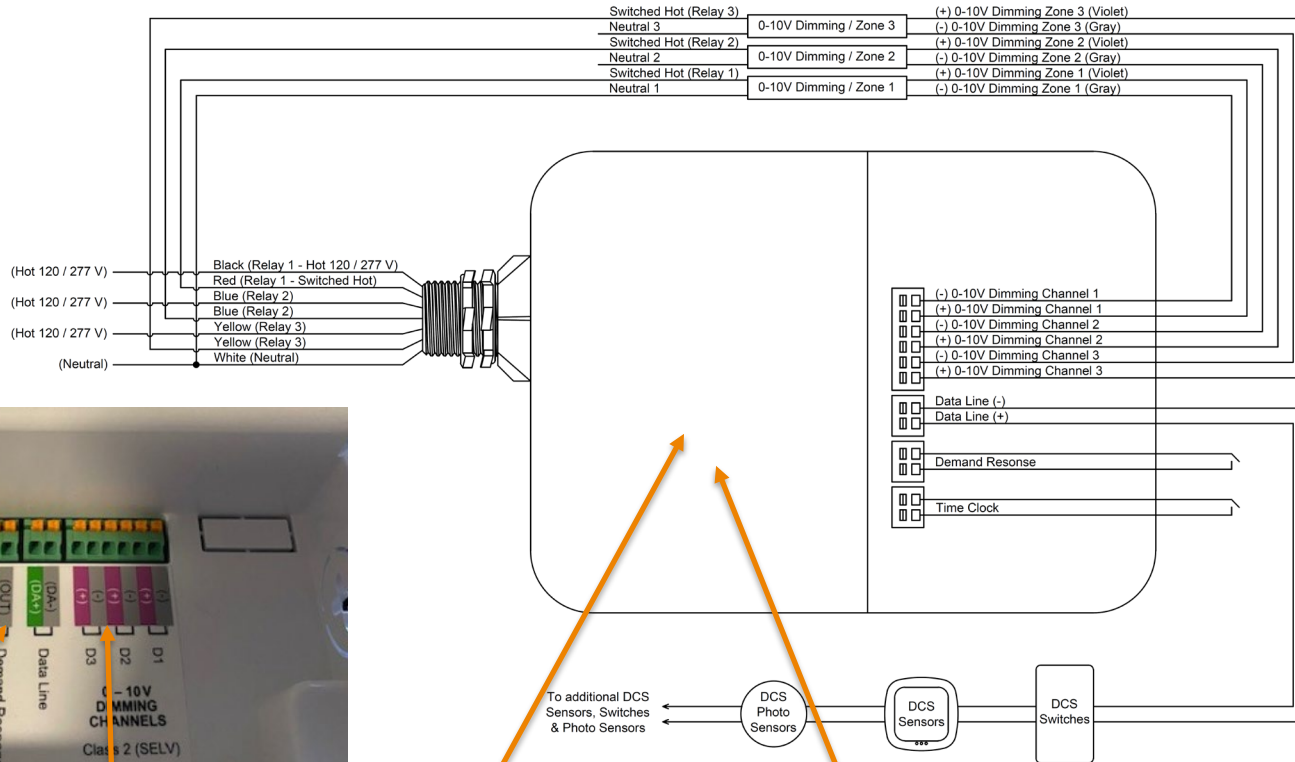 Switched Hot (Relay 3)
(+) 0-10V Dimming Zone 3 (Violet)
Neutral 3
0-10V Dimming / Zone 3
(-) 0-10V Dimming Zone 3 (Gray)
Switched Hot (Relay 2)
(+) 0-10V Dimming Zone 2 (Violet)
Neutral 2
0-10V Dimming / Zone 2
(-) 0-10V Dimming Zone 2 (Gray)
Switched Hot (Relay 1)
(+) 0-10V Dimming Zone 1 (Violet)
Neutral 1
0-10V Dimming / Zone 1
(-) 0-10V Dimming Zone 1 (Gray)
(Hot 120 / 277 V)
Black (Relay 1 - Hot 120 / 277 V)
Red (Relay 1 - Switched Hot)
(Hot 120 / 277 V)
Blue (Relay 2)
Blue (Relay 2)
(Hot 120 / 277 V)
Yellow (Relay 3)
Yellow (Relay 3)
(Neutral)
White (Neutral)
(-) 0-10V Dimming Channel 1
(+) 0-10V Dimming Channel 1
(-) 0-10V Dimming Channel 2
(+) 0-10V Dimming Channel 2
(-) 0-10V Dimming Channel 3
(+) 0-10V Dimming Channel 3
Data Line (-)
Data Line (+)
Demand Resonse
Time Clock
(OUT)
(DA+)
(DA-)
(+)
(-)
(+)
(-)
(+)
(-)
Demand
Data Line
D3
D2
D1
0 – 10V
DIMMING
CHANNELS
Class 2 (SELV)
To additional DCS
Sensors, Switches
& Photo Sensors
DCS
Photo
Sensors
DCS
Sensors
DCS
Switches